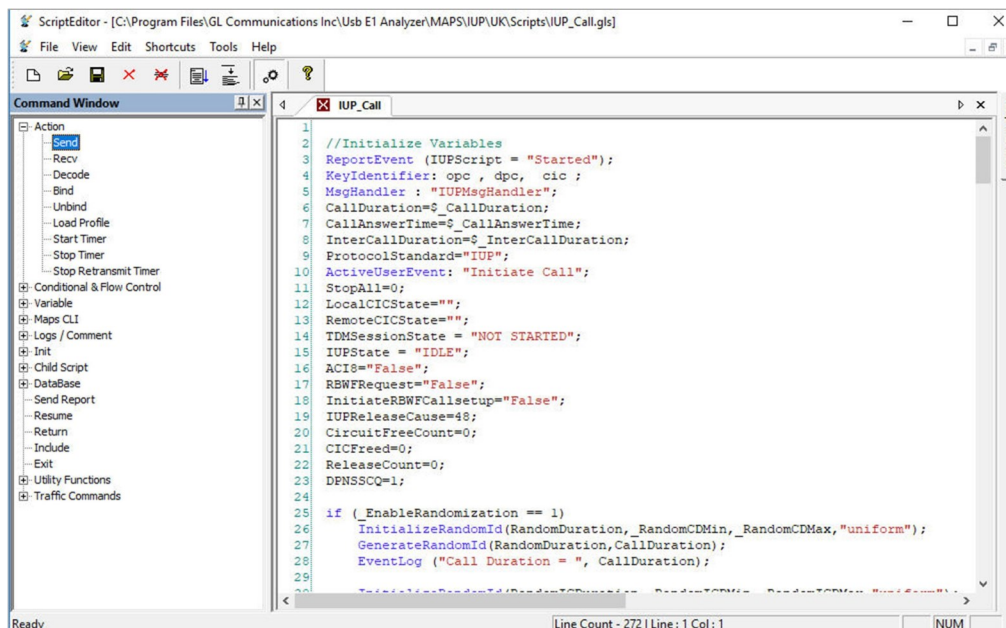 ScriptEditor - [C:\Program Files\GL Communications Inc\Usb E1 Analyzer\MAPS\IUP\UK\Scripts\IUP_Call.gls]
File View Edit Shortcuts Tools Help
Command Window
Action
Send
Recv
Decode
Bind
Unbind
Load Profile
Start Timer
Stop Timer
Stop Retransmit Timer
Conditional & Flow Control
Variable
Maps CLI
Logs / Comment
Init
Child Script
DataBase
Send Report
Resume
Return
Include
Exit
Utility Functions
Traffic Commands
IUP_Call
1
2 //Initialize Variables
3 ReportEvent (IUPScript = "Started");
4 KeyIdentifier: opc , dpc, cic ;
5 MsgHandler : "IUPMsgHandler";
6 CallDuration=$_CallDuration;
7 CallAnswerTime=$_CallAnswerTime;
8 InterCallDuration=$_InterCallDuration;
9 ProtocolStandard="IUP";
10 ActiveUserEvent: "Initiate Call";
11 StopAll=0;
12 LocalCICState="";
13 RemoteCICState="";
14 TDMSessionState = "NOT STARTED";
15 IUPState = "IDLE";
16 ACI8="False";
17 RBWFRequest="False";
18 InitiateRBWFCallsetup="False";
19 IUPReleaseCause=48;
20 CircuitFreeCount=0;
21 CICFreed=0;
22 ReleaseCount=0;
23 DPNSSCQ=1;
24
25 if (_EnableRandomization == 1)
26 InitializeRandomId(RandomDuration,_RandomCDMin,_RandomCDMax,"uniform");
27 GenerateRandomId(RandomDuration,CallDuration);
28 EventLog ("Call Duration = ", CallDuration);
29
Ready
Line Count - 272 | Line : 1 Col : 1
NUM